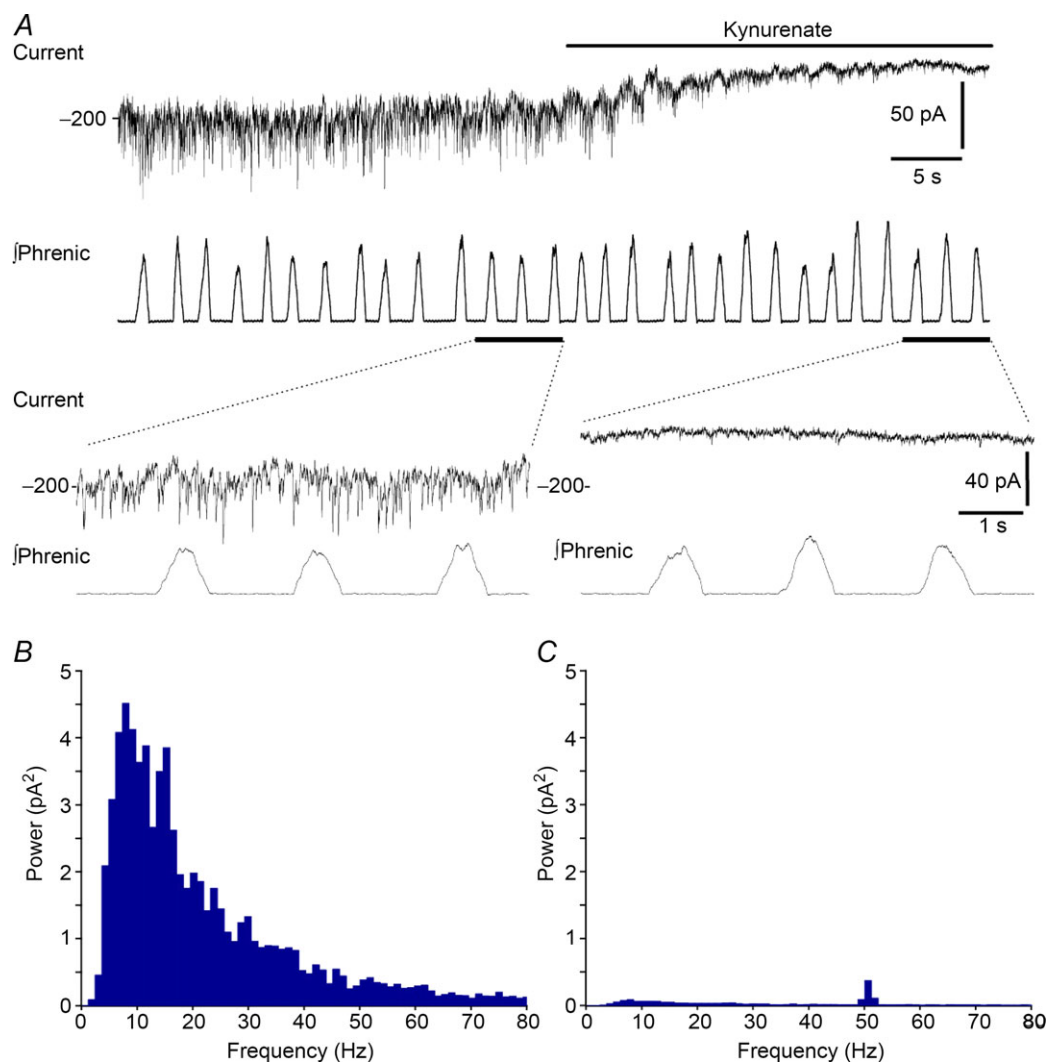 A
Current
Kynurenate
–200
50 pA
5 s
∫Phrenic
Current
–200
–200-
40 pA
1 s
∫Phrenic
∫Phrenic
B
C
5
4
3
2
1
0
Power (pA²)
0 10 20 30 40 50 60 70 80
Frequency (Hz)
5
4
3
2
1
0
Power (pA²)
0 10 20 30 40 50 60 70 80
Frequency (Hz)